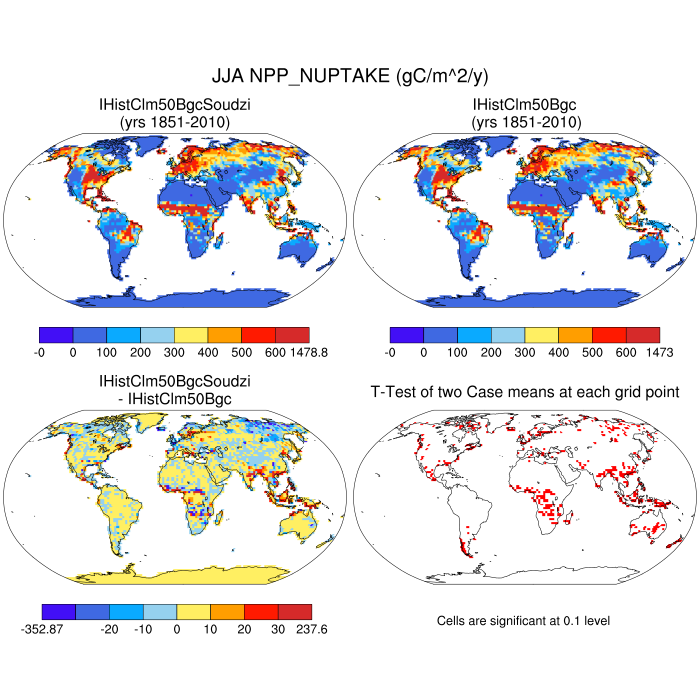 JJA NPP_NUPTAKE (gC/m^2/y)
IHistClm50BgcSoudzi
(yrs 1851-2010)
IHistClm50Bgc
(yrs 1851-2010)
-0 0 100 200 300 400 500 600 1478.8
-0 0 100 200 300 400 500 600 1473
IHistClm50BgcSoudzi
- IHistClm50Bgc
T-Test of two Case means at each grid point
-352.87 -20 -10 0 10 20 30 237.6
Cells are significant at 0.1 level